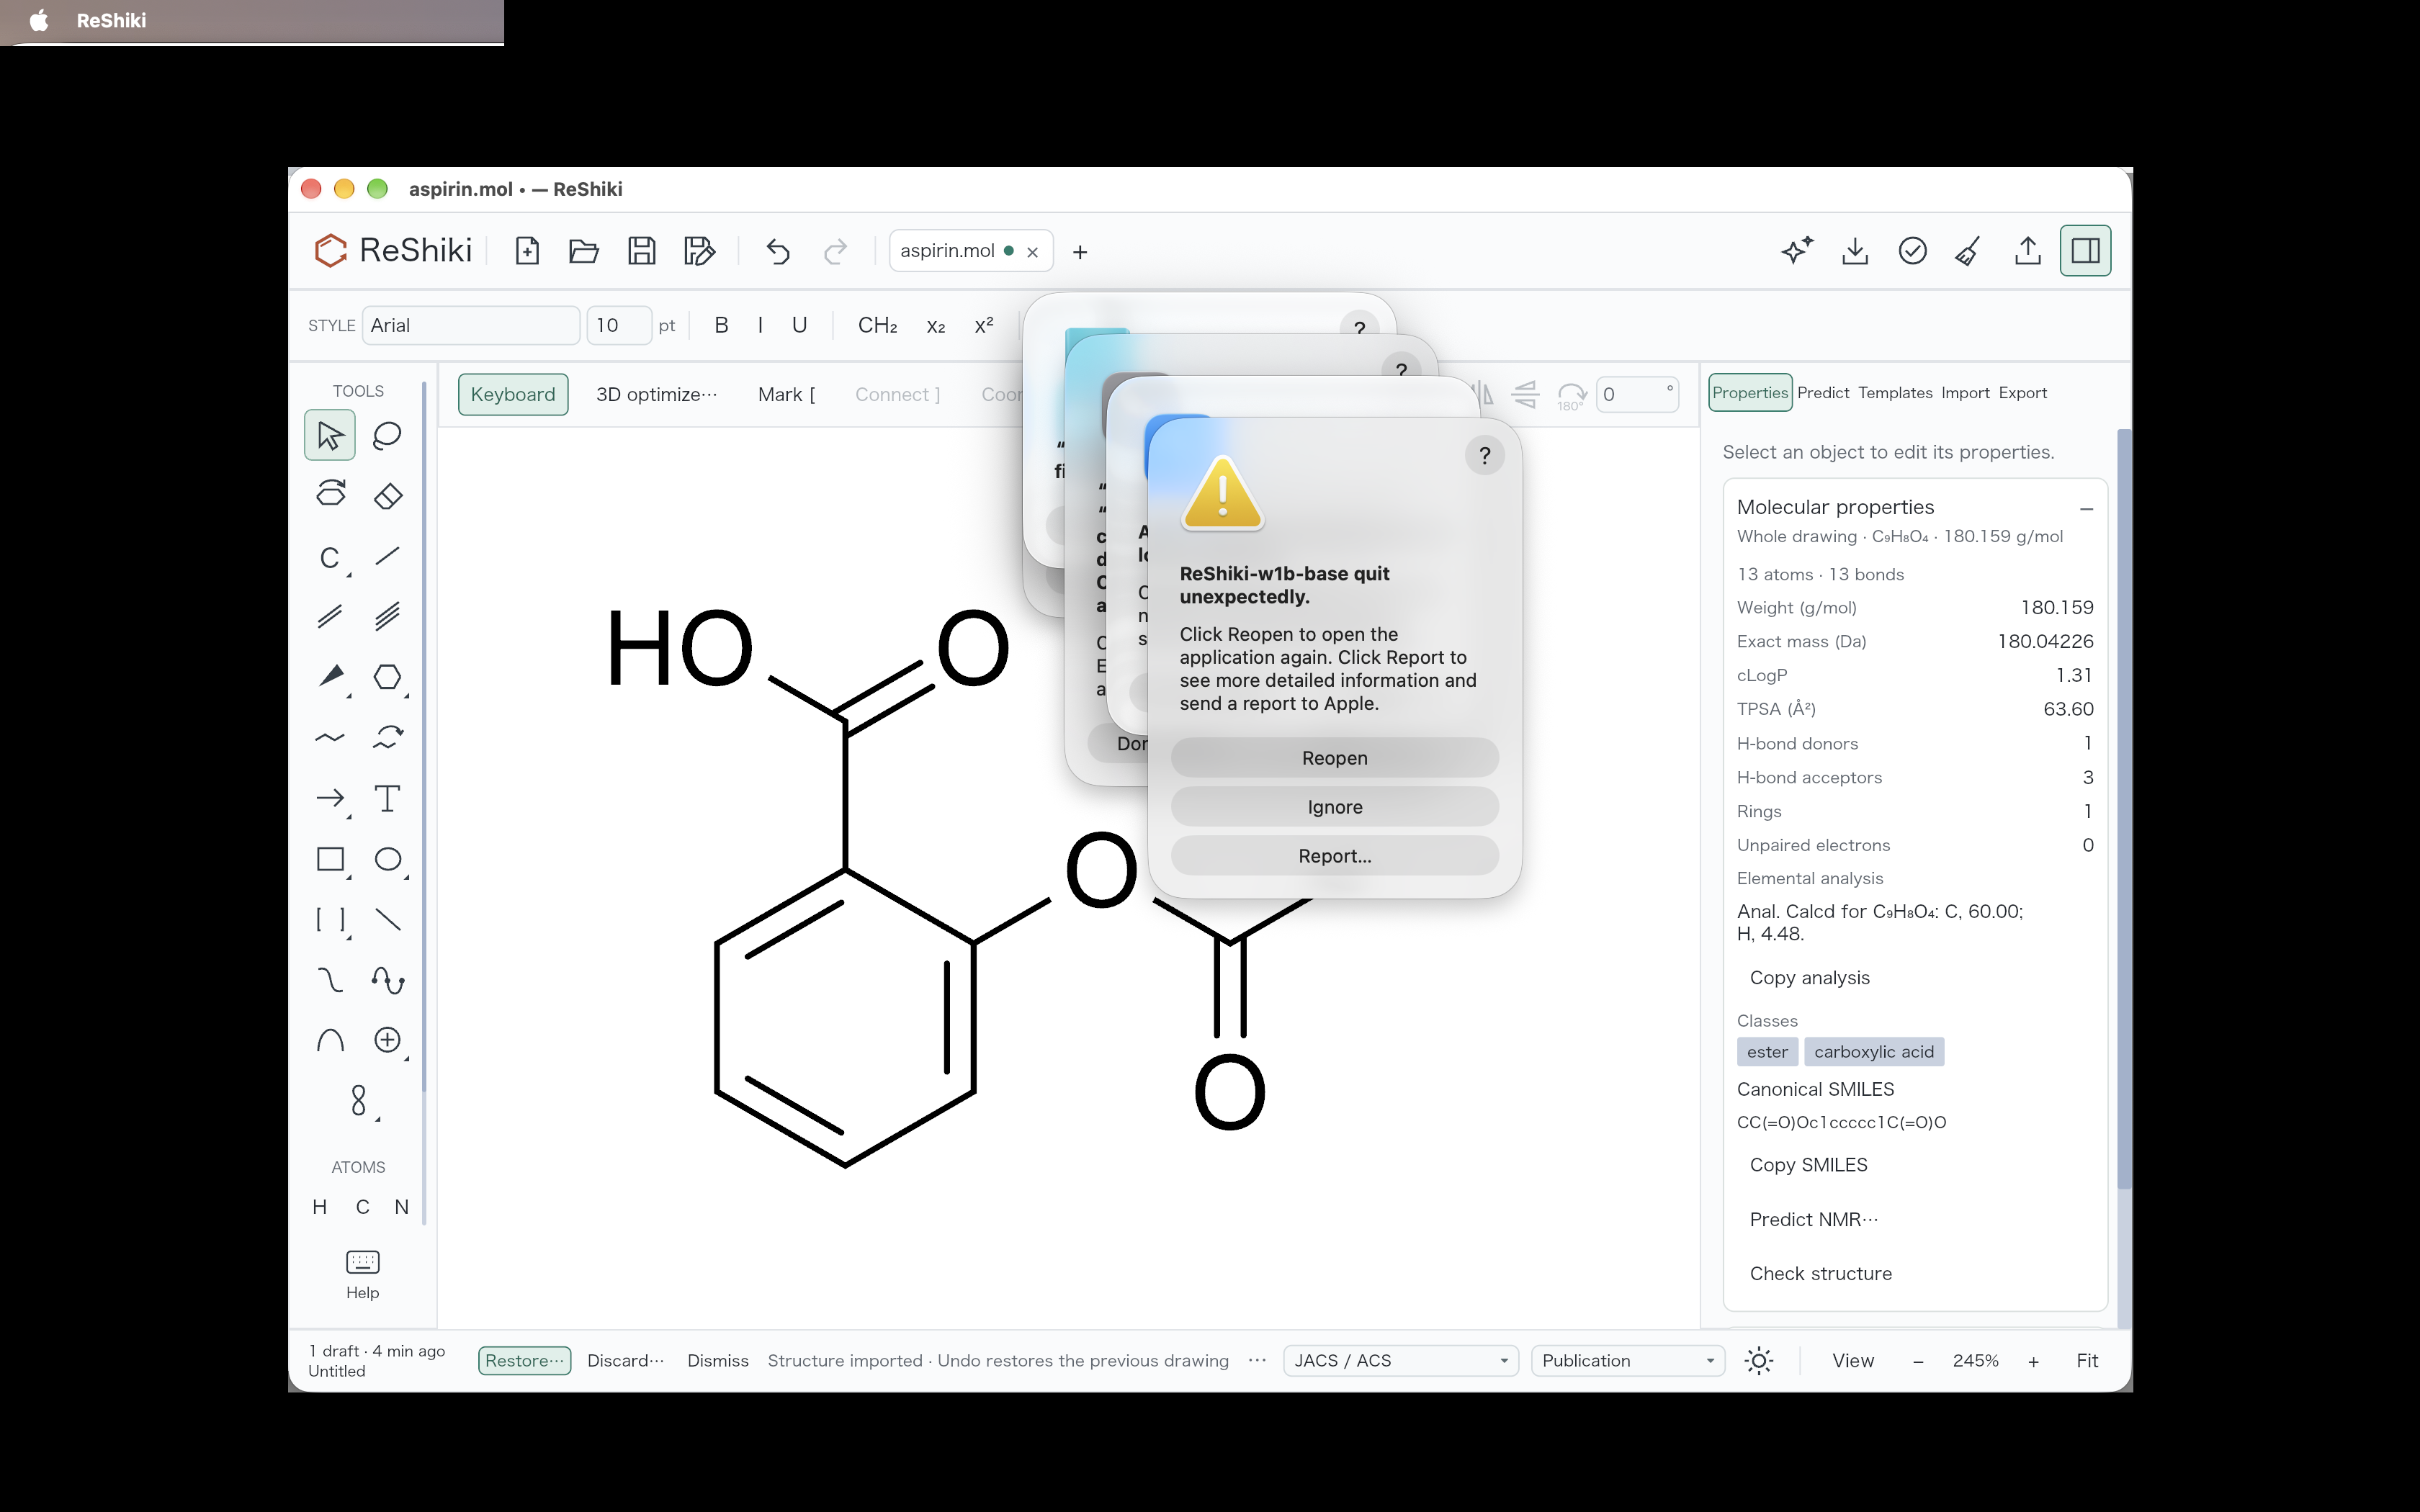 ReShiki
aspirin.mol • — ReShiki
ReShiki
aspirin.mol
STYLE Arial 10 pt B I U CH₂ x₂ x²
TOOLS
Keyboard 3D optimize··· Mark [ Connect ]
180°
0 °
Properties Predict Templates Import Export
C
T
[ ]
ATOMS
H C N
Help
HO O
O
O
?
?
?
ReShiki-w1b-base quit
unexpectedly.
Click Reopen to open the
application again. Click Report to
see more detailed information and
send a report to Apple.
Reopen
Ignore
Report...
Select an object to edit its properties.
Molecular properties
Whole drawing · C₉H₈O₄ · 180.159 g/mol
13 atoms · 13 bonds
Weight (g/mol) 180.159
Exact mass (Da) 180.04226
cLogP 1.31
TPSA (Å²) 63.60
H-bond donors 1
H-bond acceptors 3
Rings 1
Unpaired electrons 0
Elemental analysis
Anal. Calcd for C₉H₈O₄: C, 60.00;
H, 4.48.
Copy analysis
Classes
ester carboxylic acid
Canonical SMILES
CC(=O)Oc1ccccc1C(=O)O
Copy SMILES
Predict NMR···
Check structure
1 draft · 4 min ago
Untitled
Restore··· Discard··· Dismiss Structure imported · Undo restores the previous drawing ··· JACS / ACS Publication View − 245% + Fit